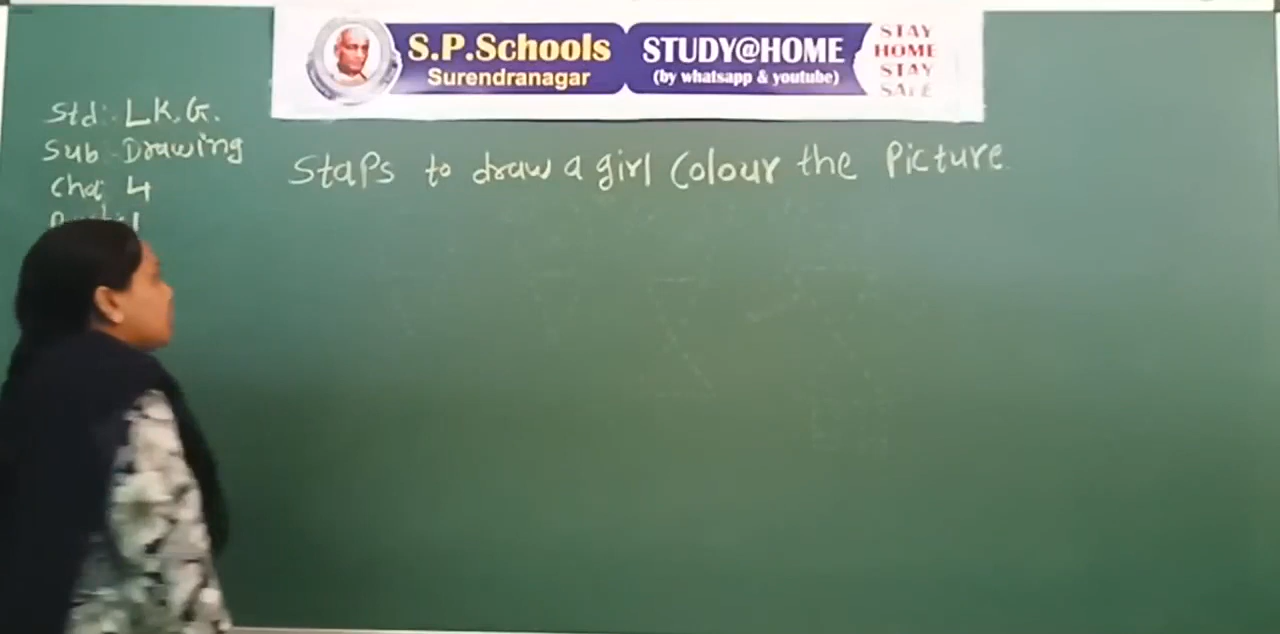 S.P.Schools
Surendranagar
STUDY@HOME
(by whatsapp & youtube)
STAY
HOME
STAY
SAFE
Std: L.K.G.
Sub - Drawing
Cha: 4
Staps to draw a girl Colour the Picture